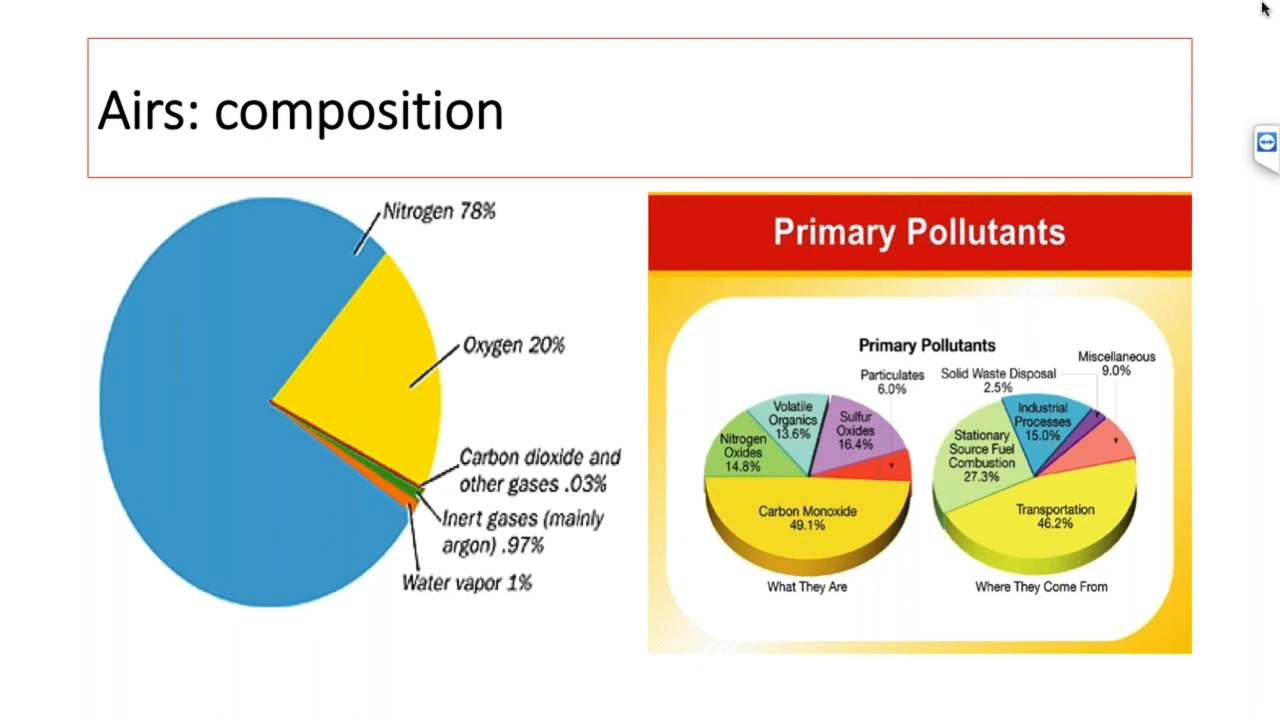 Airs: composition
Nitrogen 78%
Oxygen 20%
Carbon dioxide and
other gases .03%
Inert gases (mainly
argon) .97%
Water vapor 1%
Primary Pollutants
Primary Pollutants
Particulates
6.0%
Volatile
Organics
13.6%
Sulfur
Oxides
16.4%
Nitrogen
Oxides
14.8%
Carbon Monoxide
49.1%
What They Are
Solid Waste Disposal
2.5%
Miscellaneous
9.0%
Industrial
Processes
15.0%
Stationary
Source Fuel
Combustion
27.3%
Transportation
46.2%
Where They Come From